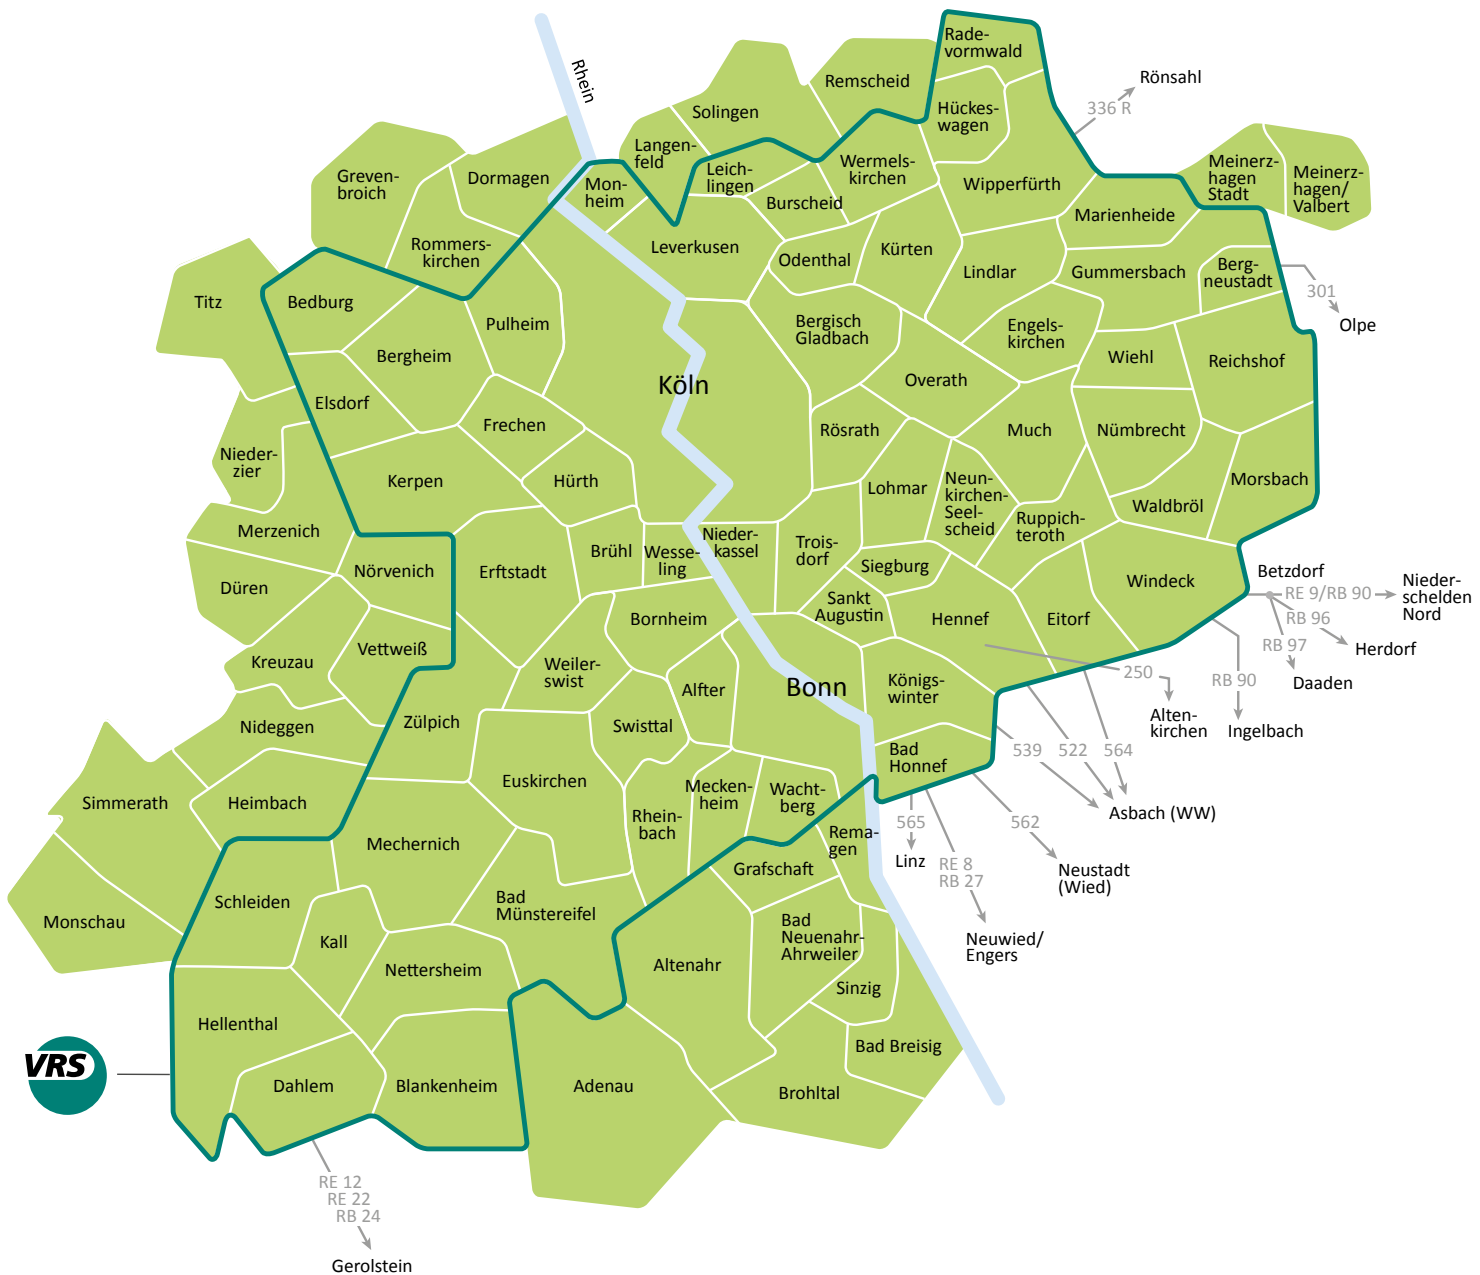 Rade-
vormwald
Rhein
Rönsahl
Remscheid
336 R
Solingen
Hückes-
wagen
Langen-
feld
Meinerz-
hagen
Stadt
Meinerz-
hagen/
Valbert
Wermels-
kirchen
Greven-
broich
Dormagen
Mon-
heim
Leich-
lingen
Wipperfürth
Burscheid
Marienheide
Rommers-
kirchen
Leverkusen
Odenthal
Kürten
Lindlar
Gummersbach
Berg-
neustadt
301
Olpe
Titz
Bedburg
Pulheim
Bergisch
Gladbach
Engels-
kirchen
Bergheim
Wiehl
Reichshof
Köln
Overath
Elsdorf
Frechen
Rösrath
Much
Nümbrecht
Nieder-
zier
Kerpen
Hürth
Lohmar
Neun-
kirchen-
Seel-
scheid
Morsbach
Waldbröl
Merzenich
Ruppich-
teroth
Brühl
Wesse-
ling
Nieder-
kassel
Trois-
dorf
Siegburg
Nörvenich
Erftstadt
Windeck
Düren
Betzdorf
RE 9/RB 90
Nieder-
schelden
Nord
RB 96
Herdorf
RB 97
Daaden
RB 90
Ingelbach
Sankt
Augustin
Bornheim
Hennef
Eitorf
Vettweiß
Kreuzau
Weiler-
swist
Alfter
Bonn
Königs-
winter
250
Alten-
kirchen
Zülpich
Nideggen
Swisttal
Bad
Honnef
539
522
564
Asbach (WW)
Euskirchen
Simmerath
Heimbach
Mecken-
heim
Wacht-
berg
Rhein-
bach
565
Linz
562
Neustadt
(Wied)
Mechernich
Rema-
gen
Grafschaft
RE 8
RB 27
Neuwied/
Engers
Schleiden
Bad
Münstereifel
Monschau
Kall
Bad
Neuenahr-
Ahrweiler
Nettersheim
Altenahr
Sinzig
Hellenthal
Bad Breisig
VRS
Dahlem
Blankenheim
Adenau
Brohltal
RE 12
RE 22
RB 24
Gerolstein